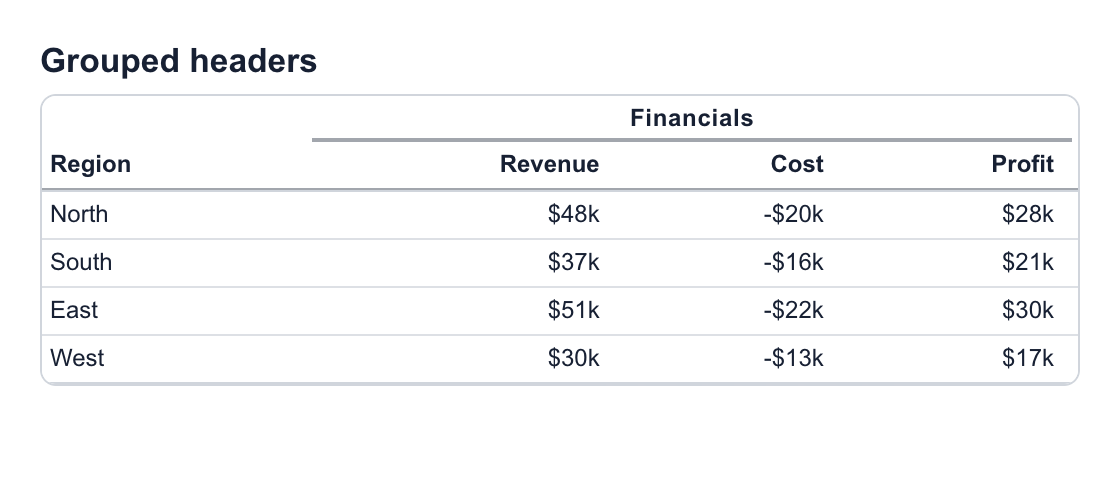 Grouped headers
Financials
Region Revenue Cost Profit
North $48k -$20k $28k
South $37k -$16k $21k
East $51k -$22k $30k
West $30k -$13k $17k